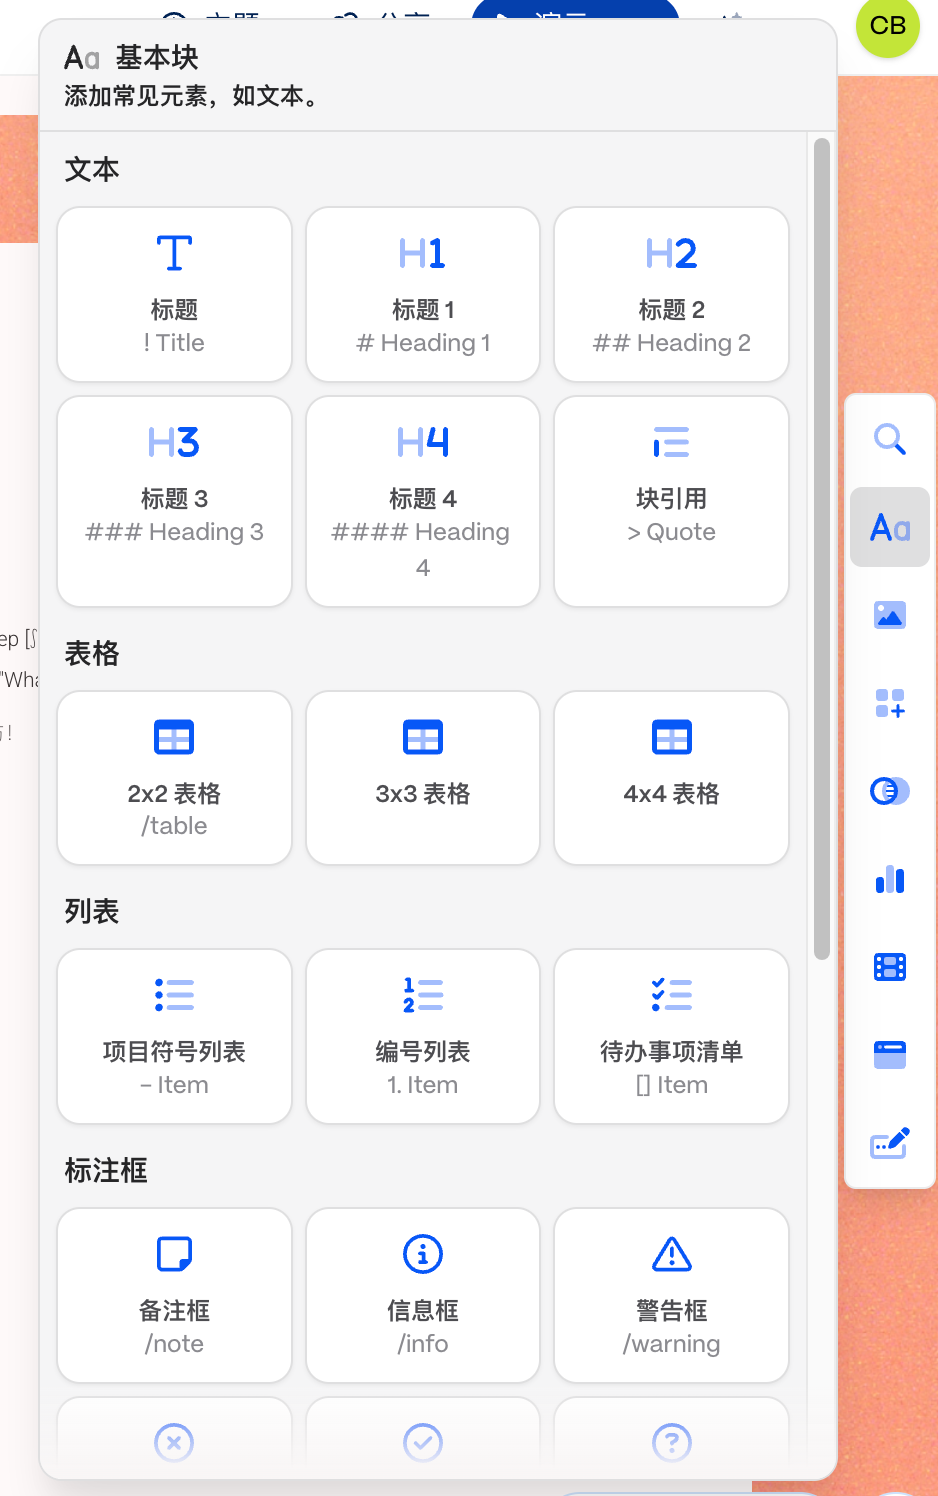 CB
Aa 基本块
添加常见元素，如文本。
文本
标题
! Title
H1
标题 1
# Heading 1
H2
标题 2
## Heading 2
H3
标题 3
### Heading 3
H4
标题 4
#### Heading
4
块引用
> Quote
表格
2x2 表格
/table
3x3 表格
4x4 表格
列表
项目符号列表
- Item
1
2
编号列表
1. Item
待办事项清单
[] Item
标注框
备注框
/note
信息框
/info
警告框
/warning
Aa
ep [
"Wha